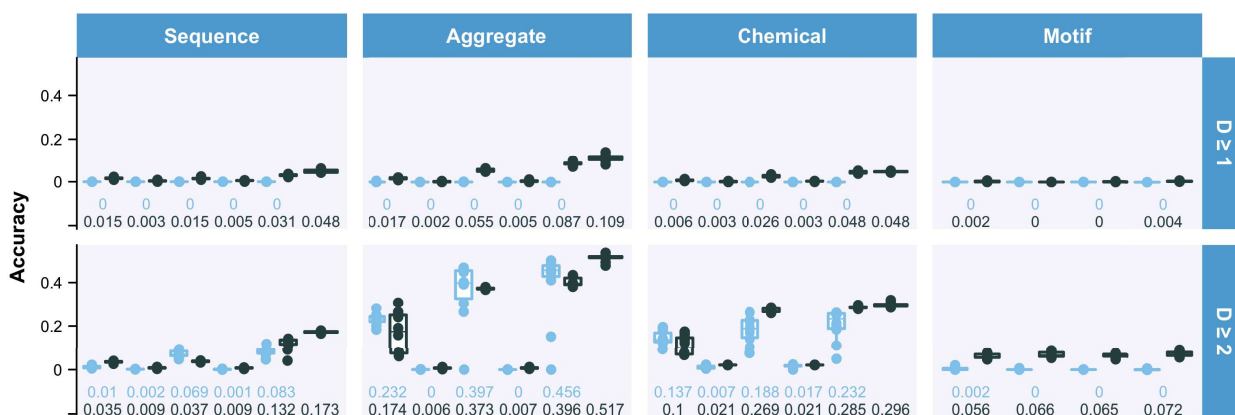 Sequence Aggregate Chemical Motif
Accuracy
0.4
0.2
0
D ≥ 1
0 0 0 0 0
0.015 0.003 0.015 0.005 0.031 0.048
0 0 0 0 0
0.017 0.002 0.055 0.005 0.087 0.109
0 0 0 0 0
0.006 0.003 0.026 0.003 0.048 0.048
0 0 0 0
0.002 0 0 0.004
0.4
0.2
0
D ≥ 2
0.01 0.002 0.069 0.001 0.083
0.035 0.009 0.037 0.009 0.132 0.173
0.232 0 0.397 0 0.456
0.174 0.006 0.373 0.007 0.396 0.517
0.137 0.007 0.188 0.017 0.232
0.1 0.021 0.269 0.021 0.285 0.296
0.002 0 0 0
0.056 0.066 0.065 0.072